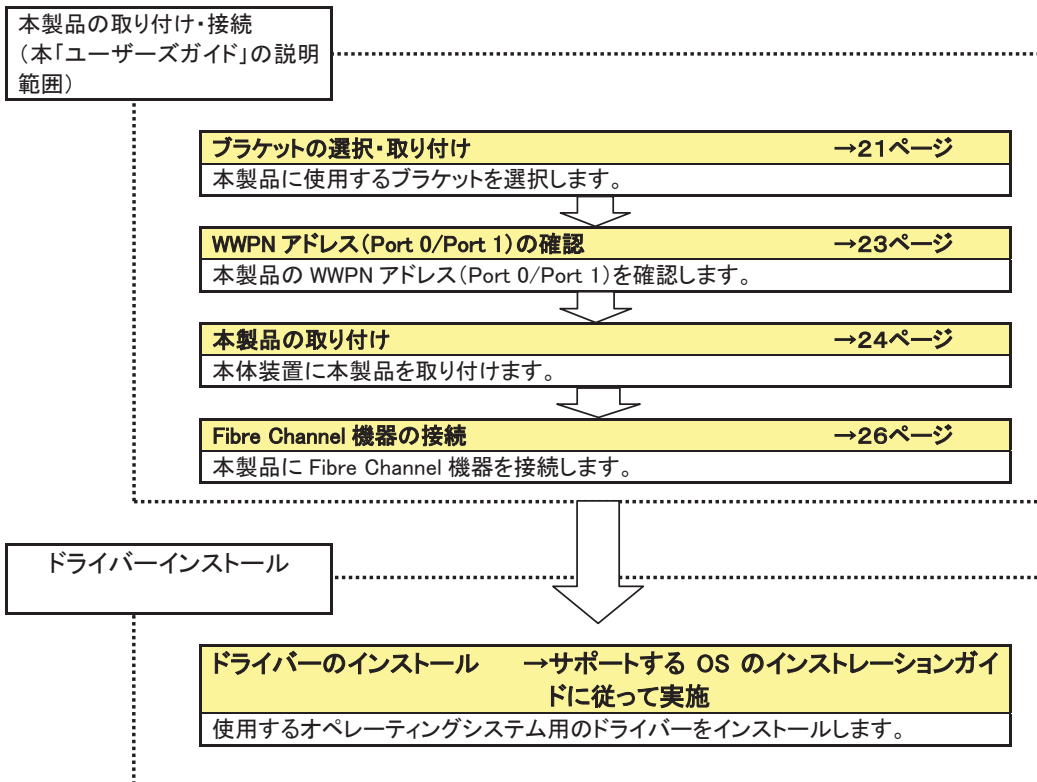 本製品の取り付け・接続
（本「ユーザーズガイド」の説明
範囲）
ブラケットの選択・取り付け →21ページ
本製品に使用するブラケットを選択します。
WWPN アドレス（Port 0/Port 1）の確認 →23ページ
本製品の WWPN アドレス（Port 0/Port 1）を確認します。
本製品の取り付け →24ページ
本体装置に本製品を取り付けます。
Fibre Channel 機器の接続 →26ページ
本製品に Fibre Channel 機器を接続します。
ドライバーインストール
ドライバーのインストール →サポートする OS のインストレーションガイ
ドに従って実施
使用するオペレーティングシステム用のドライバーをインストールします。